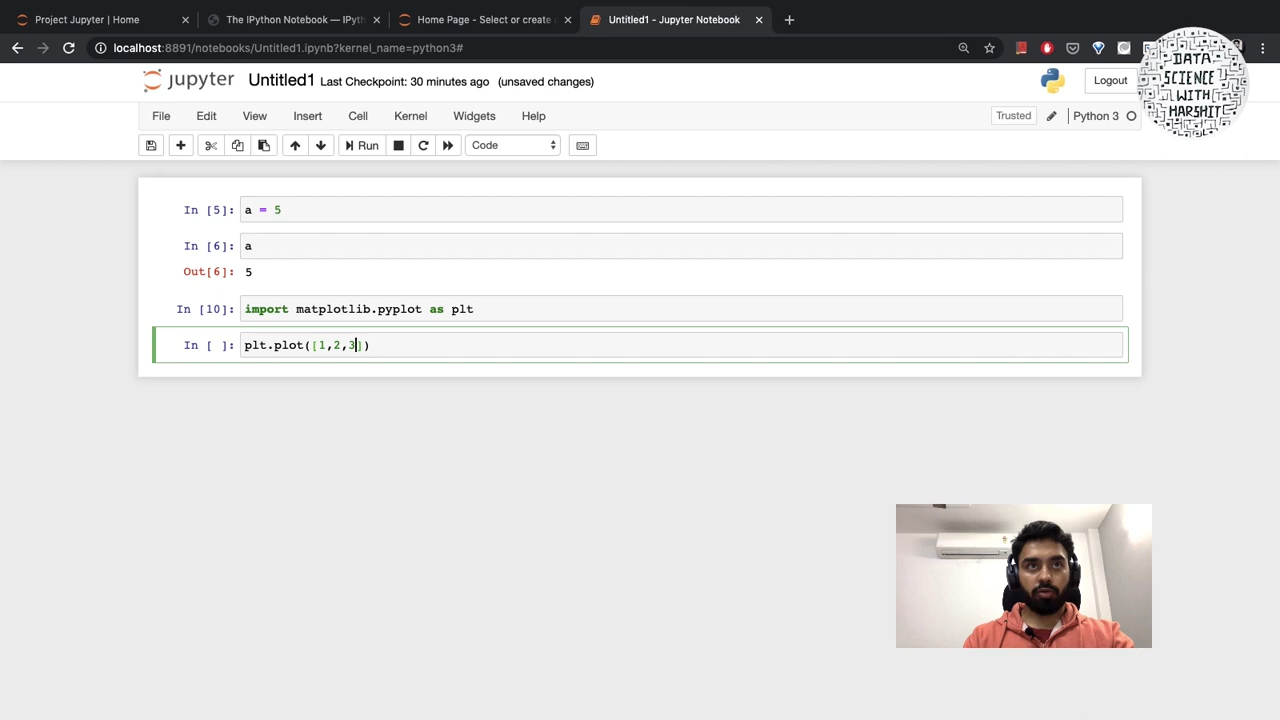 Project Jupyter | Home
The IPython Notebook — IPyth
Home Page - Select or create
Untitled1 - Jupyter Notebook
localhost:8891/notebooks/Untitled1.ipynb?kernel_name=python3#
jupyter Untitled1 Last Checkpoint: 30 minutes ago (unsaved changes)
Logout
DATA
SCIENCE
WITH
HARSHIT
File Edit View Insert Cell Kernel Widgets Help
Trusted Python 3
Run Code
In [5]: a = 5
In [6]: a
Out[6]: 5
In [10]: import matplotlib.pyplot as plt
In [ ]: plt.plot([1,2,3])